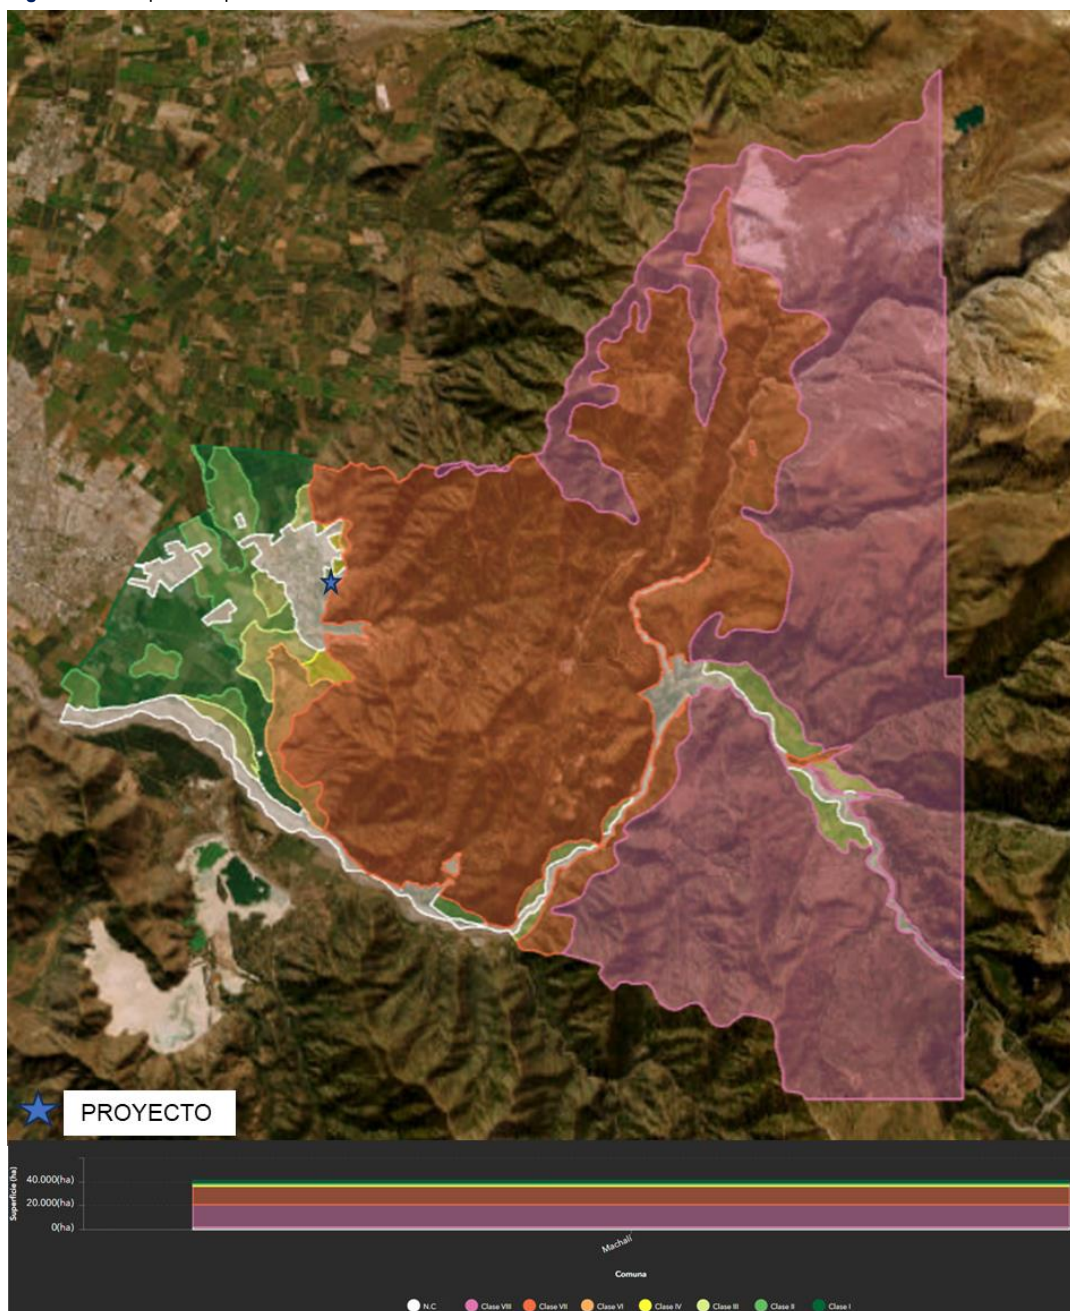 PROYECTO
Superficie (ha)
40.000(ha)
20.000(ha)
0(ha)
Machalí
Comuna
N.C
Clase VIII
Clase VII
Clase VI
Clase IV
Clase III
Clase II
Clase I